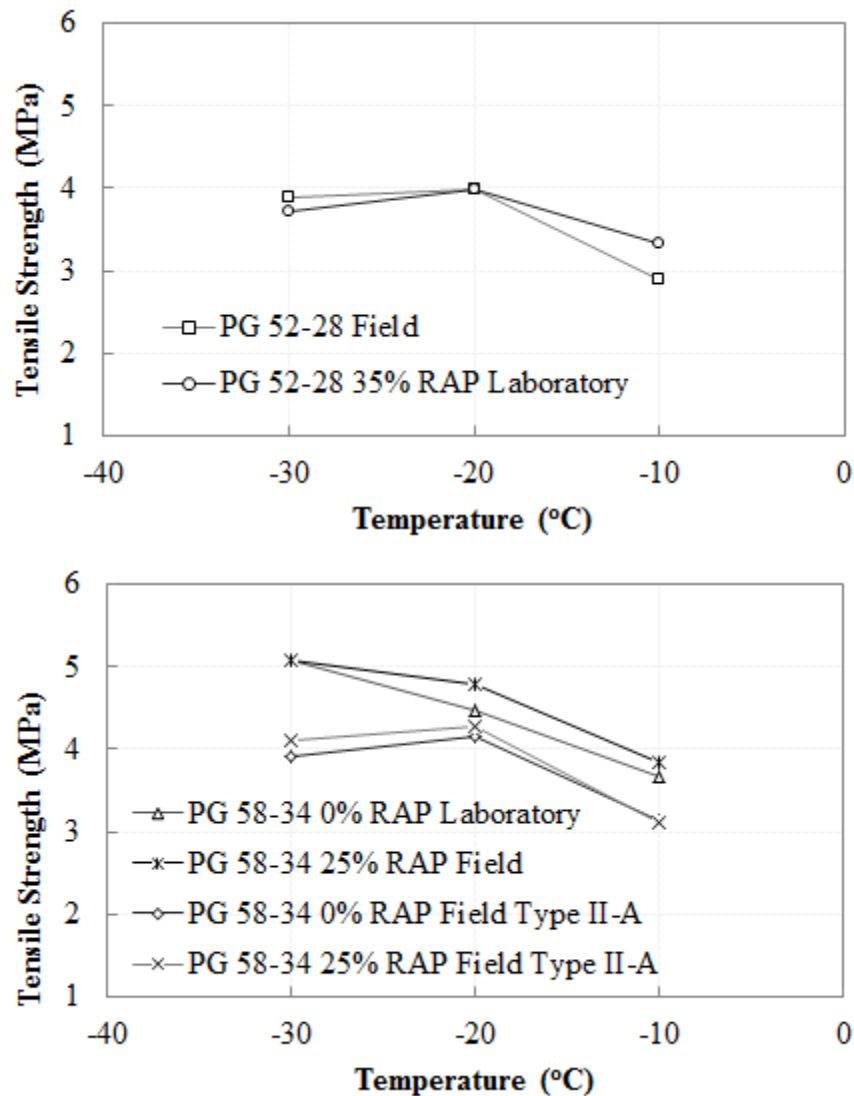 6
5
4
3
2
1
Tensile Strength (MPa)
PG 52-28 Field
PG 52-28 35% RAP Laboratory
-40 -30 -20 -10 0
Temperature (°C)
6
5
4
3
2
1
Tensile Strength (MPa)
PG 58-34 0% RAP Laboratory
PG 58-34 25% RAP Field
PG 58-34 0% RAP Field Type II-A
PG 58-34 25% RAP Field Type II-A
-40 -30 -20 -10 0
Temperature (°C)